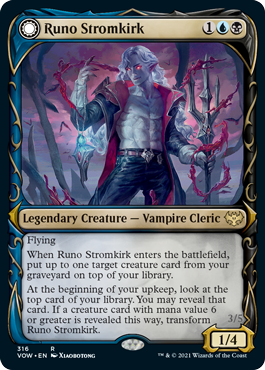 Runo Stromkirk 1
Legendary Creature — Vampire Cleric
Flying
When Runo Stromkirk enters the battlefield,
put up to one target creature card from your
graveyard on top of your library.
At the beginning of your upkeep, look at the
top card of your library. You may reveal that
card. If a creature card with mana value 6
or greater is revealed this way, transform
Runo Stromkirk.
3/5
1/4
316 R
VOW • EN Xiaobotong
™ & © 2021 Wizards of the Coast